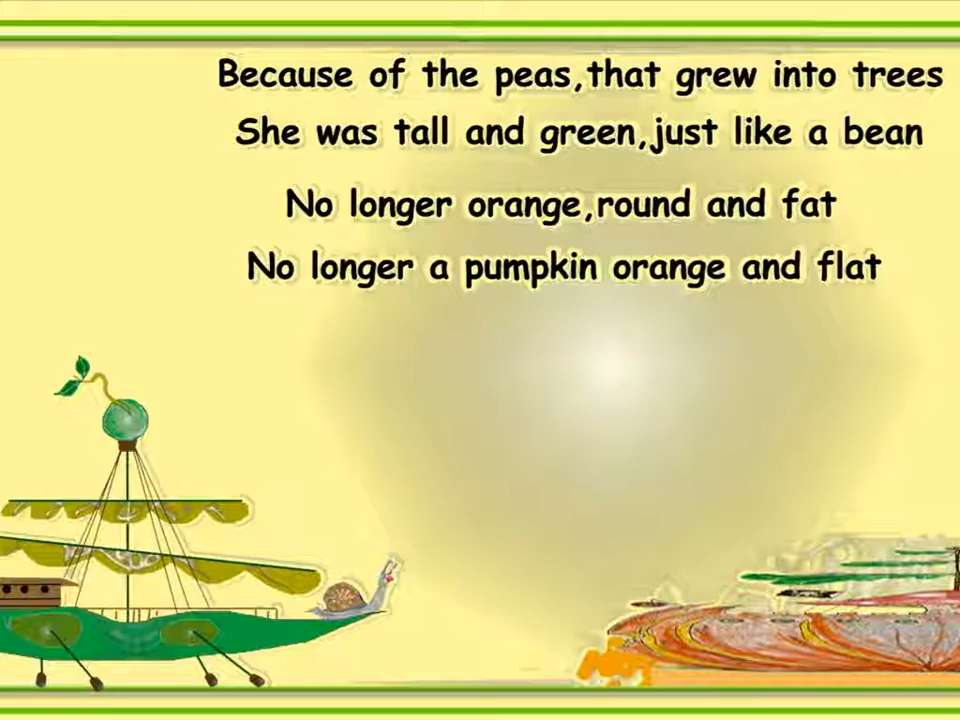 Because of the peas,that grew into trees
She was tall and green,just like a bean
No longer orange,round and fat
No longer a pumpkin orange and flat